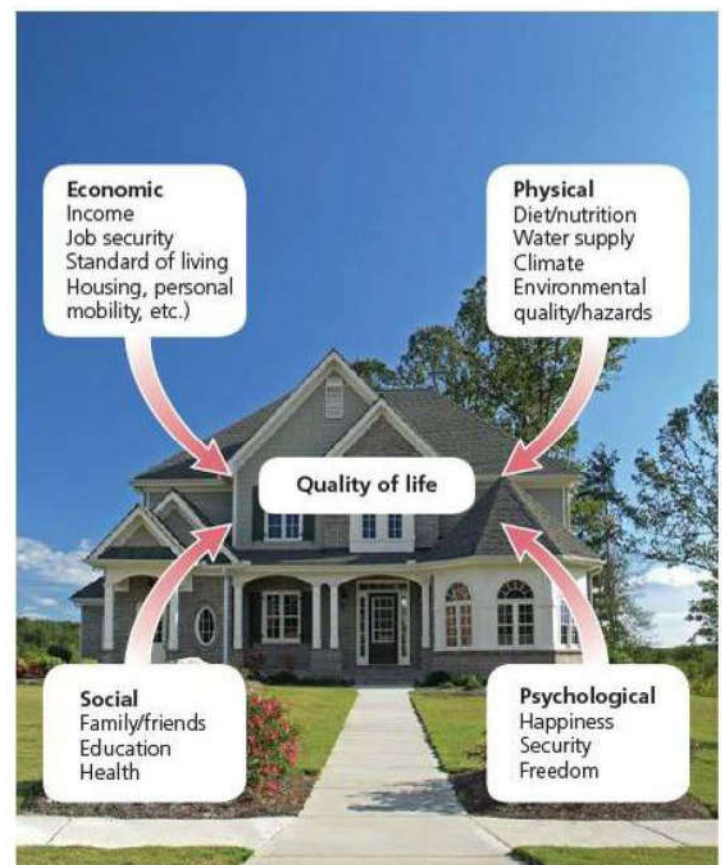 Economic
Income
Job security
Standard of living
Housing, personal
mobility, etc.)
Physical
Diet/nutrition
Water supply
Climate
Environmental
quality/hazards
Quality of life
Social
Family/friends
Education
Health
Psychological
Happiness
Security
Freedom